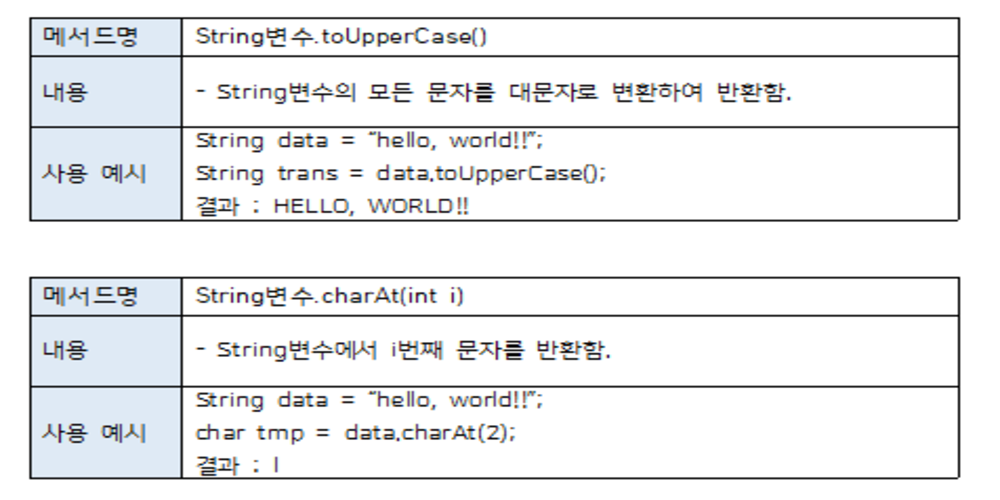 메서드명 String변수.toUpperCase()
내용 - String변수의 모든 문자를 대문자로 변환하여 반환함.
String data = "hello, world!!";
사용 예시 String trans = data.toUpperCase();
결과 : HELLO, WORLD!!
메서드명 String변수.charAt(int i)
내용 - String변수에서 i번째 문자를 반환함.
String data = "hello, world!!";
사용 예시 char tmp = data.charAt(2);
결과 : l